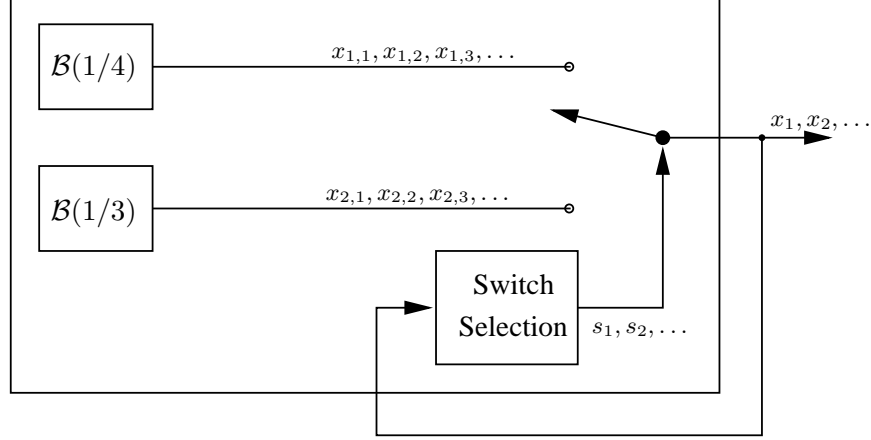 ℬ(1/4)
x_{1,1}, x_{1,2}, x_{1,3}, . . .
x_1, x_2, . . .
ℬ(1/3)
x_{2,1}, x_{2,2}, x_{2,3}, . . .
Switch
Selection
s_1, s_2, . . .